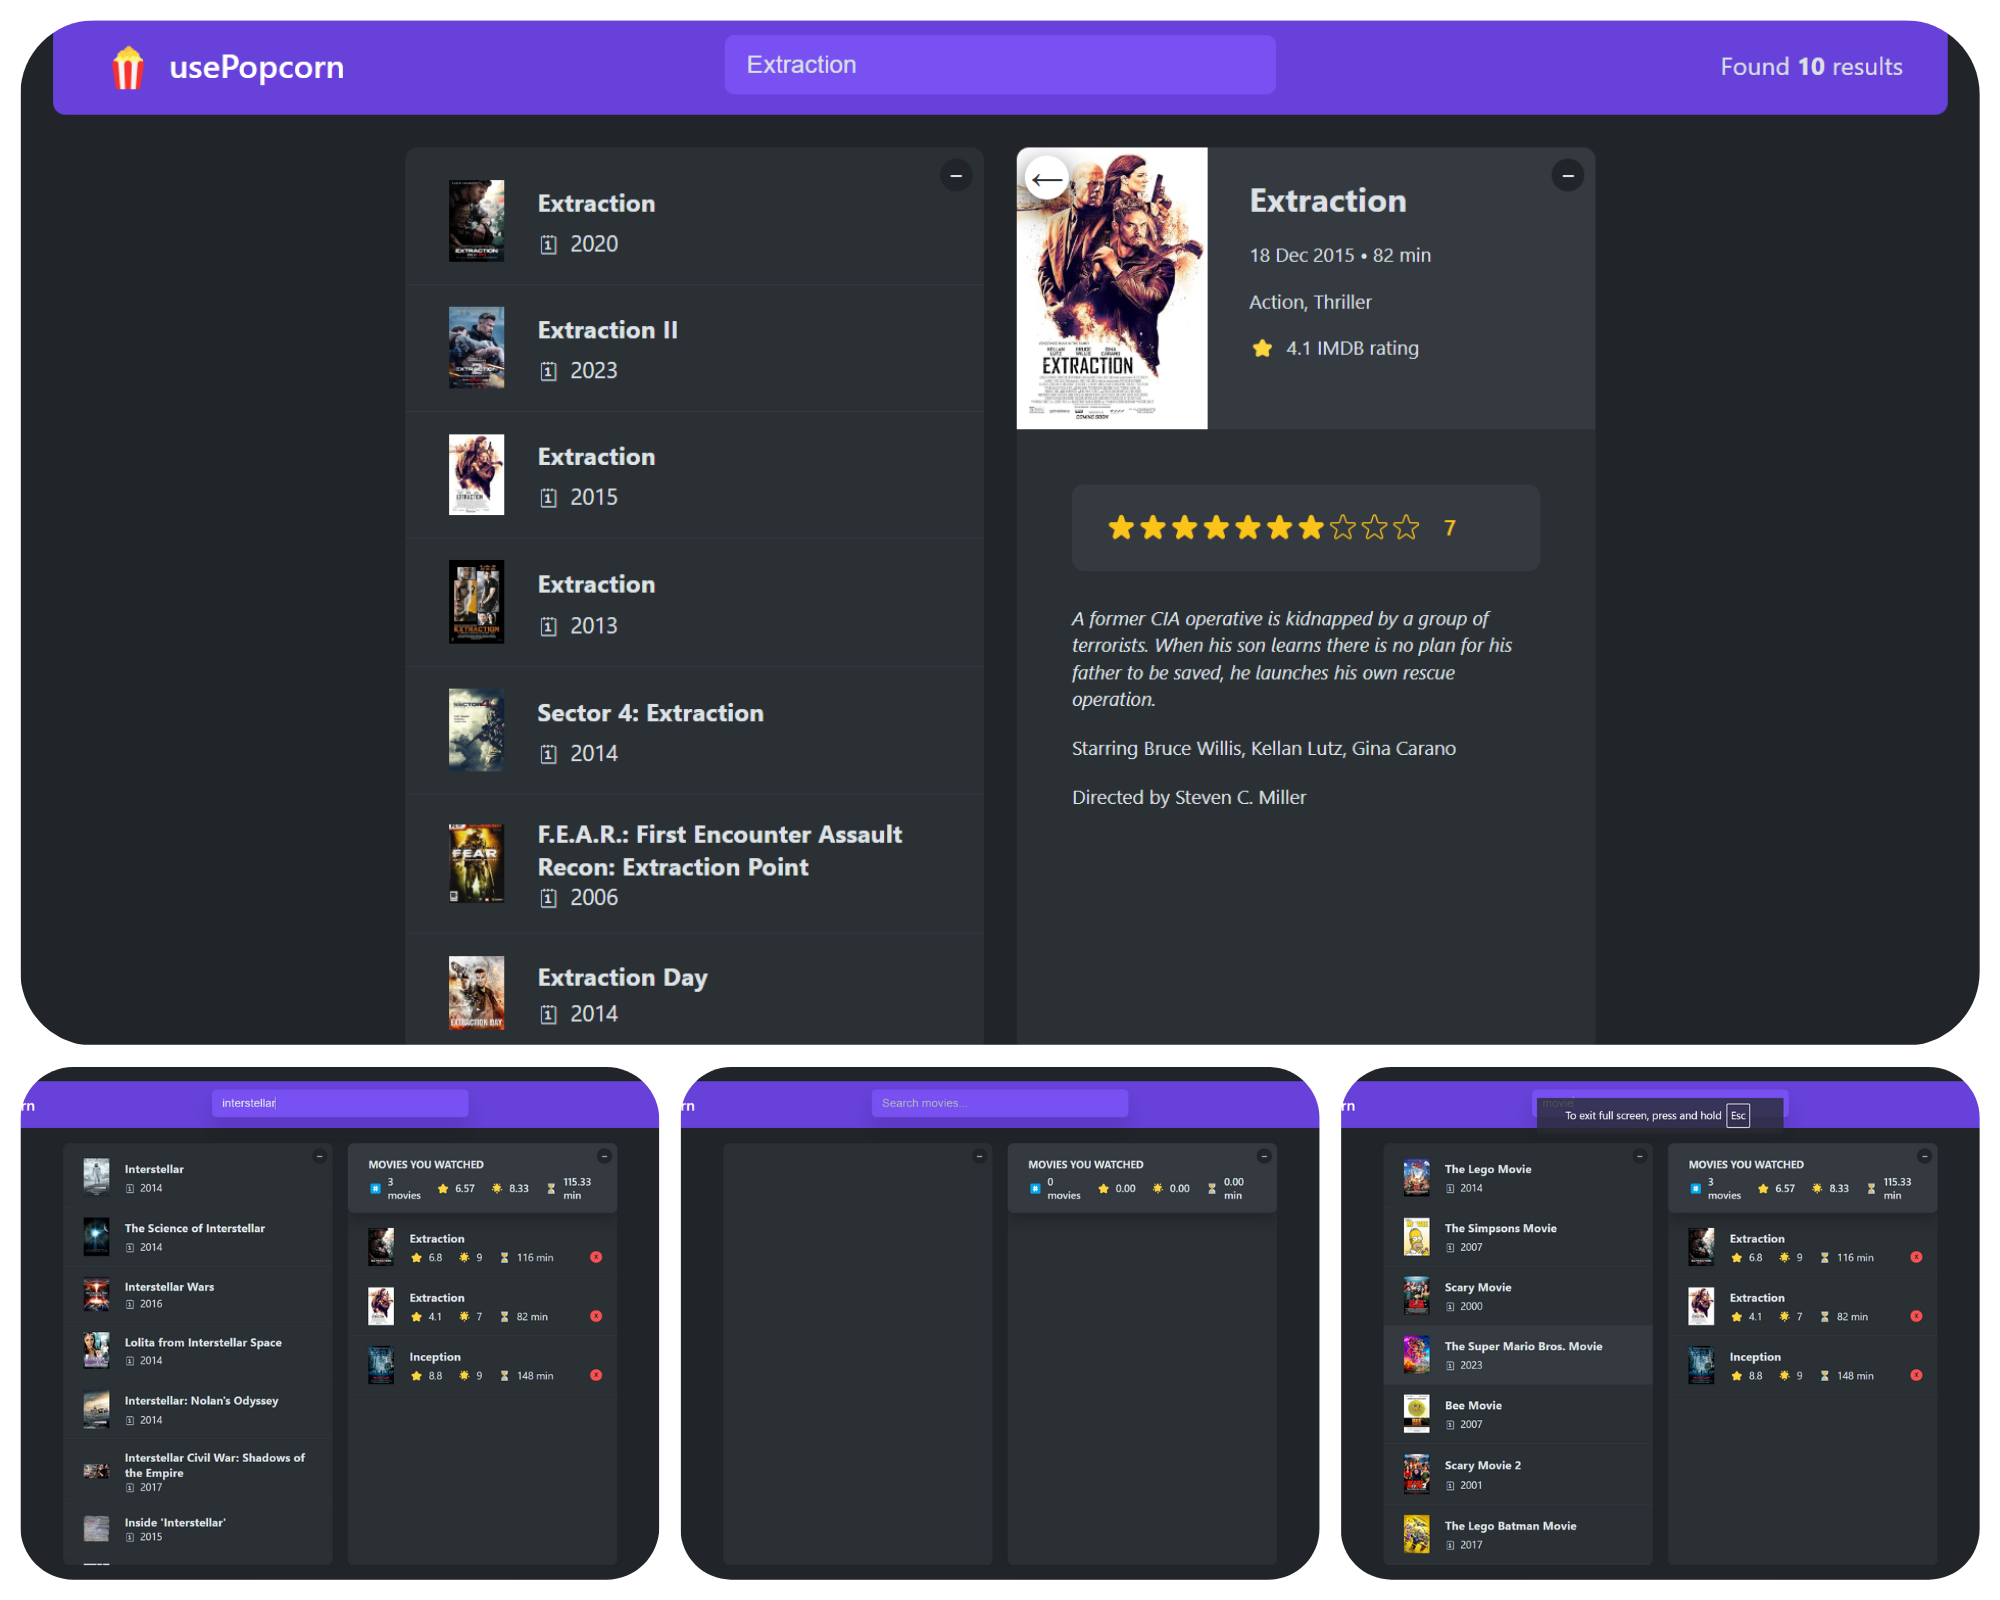 usePopcorn
Extraction
Found 10 results
Extraction
2020
Extraction II
2023
Extraction
2015
Extraction
2013
Sector 4: Extraction
2014
F.E.A.R.: First Encounter Assault
Recon: Extraction Point
2006
Extraction Day
2014
EXTRACTION
COMING SOON
Extraction
18 Dec 2015 • 82 min
Action, Thriller
4.1 IMDB rating
7
A former CIA operative is kidnapped by a group of
terrorists. When his son learns there is no plan for his
father to be saved, he launches his own rescue
operation.
Starring Bruce Willis, Kellan Lutz, Gina Carano
Directed by Steven C. Miller
rn
interstellar
Interstellar
2014
The Science of Interstellar
2014
Interstellar Wars
2016
Lolita from Interstellar Space
2014
Interstellar: Nolan's Odyssey
2014
Interstellar Civil War: Shadows of
the Empire
2017
Inside 'Interstellar'
2015
MOVIES YOU WATCHED
3 movies 6.57 8.33 115.33 min
Extraction
6.8 9 116 min X
Extraction
4.1 7 82 min X
Inception
8.8 9 148 min X
rn
Search movies...
MOVIES YOU WATCHED
0 movies 0.00 0.00 0.00 min
rn
movie
To exit full screen, press and hold Esc
The Lego Movie
2014
The Simpsons Movie
2007
Scary Movie
2000
The Super Mario Bros. Movie
2023
Bee Movie
2007
Scary Movie 2
2001
The Lego Batman Movie
2017
MOVIES YOU WATCHED
3 movies 6.57 8.33 115.33 min
Extraction
6.8 9 116 min X
Extraction
4.1 7 82 min X
Inception
8.8 9 148 min X